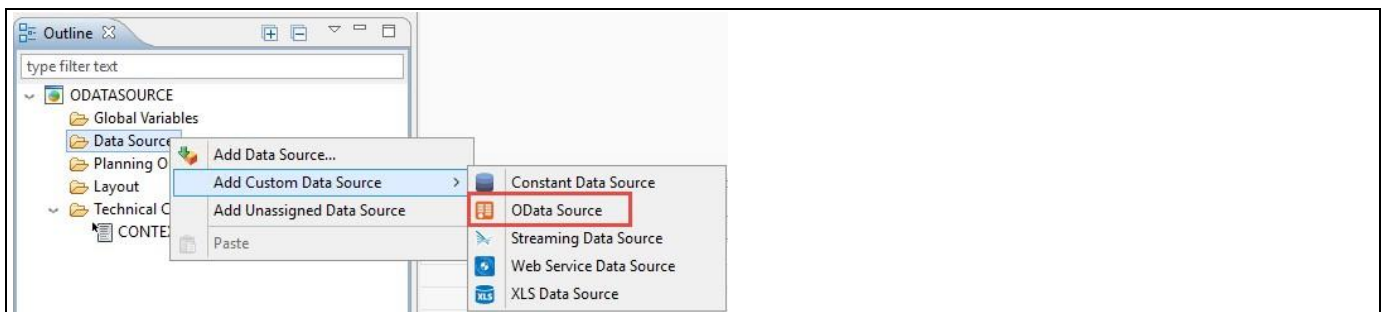 Outline
type filter text
ODATASOURCE
Global Variables
Data Source
Planning O
Layout
Technical C
CONTE
Add Data Source...
Add Custom Data Source
Add Unassigned Data Source
Paste
Constant Data Source
OData Source
Streaming Data Source
Web Service Data Source
XLS
XLS Data Source